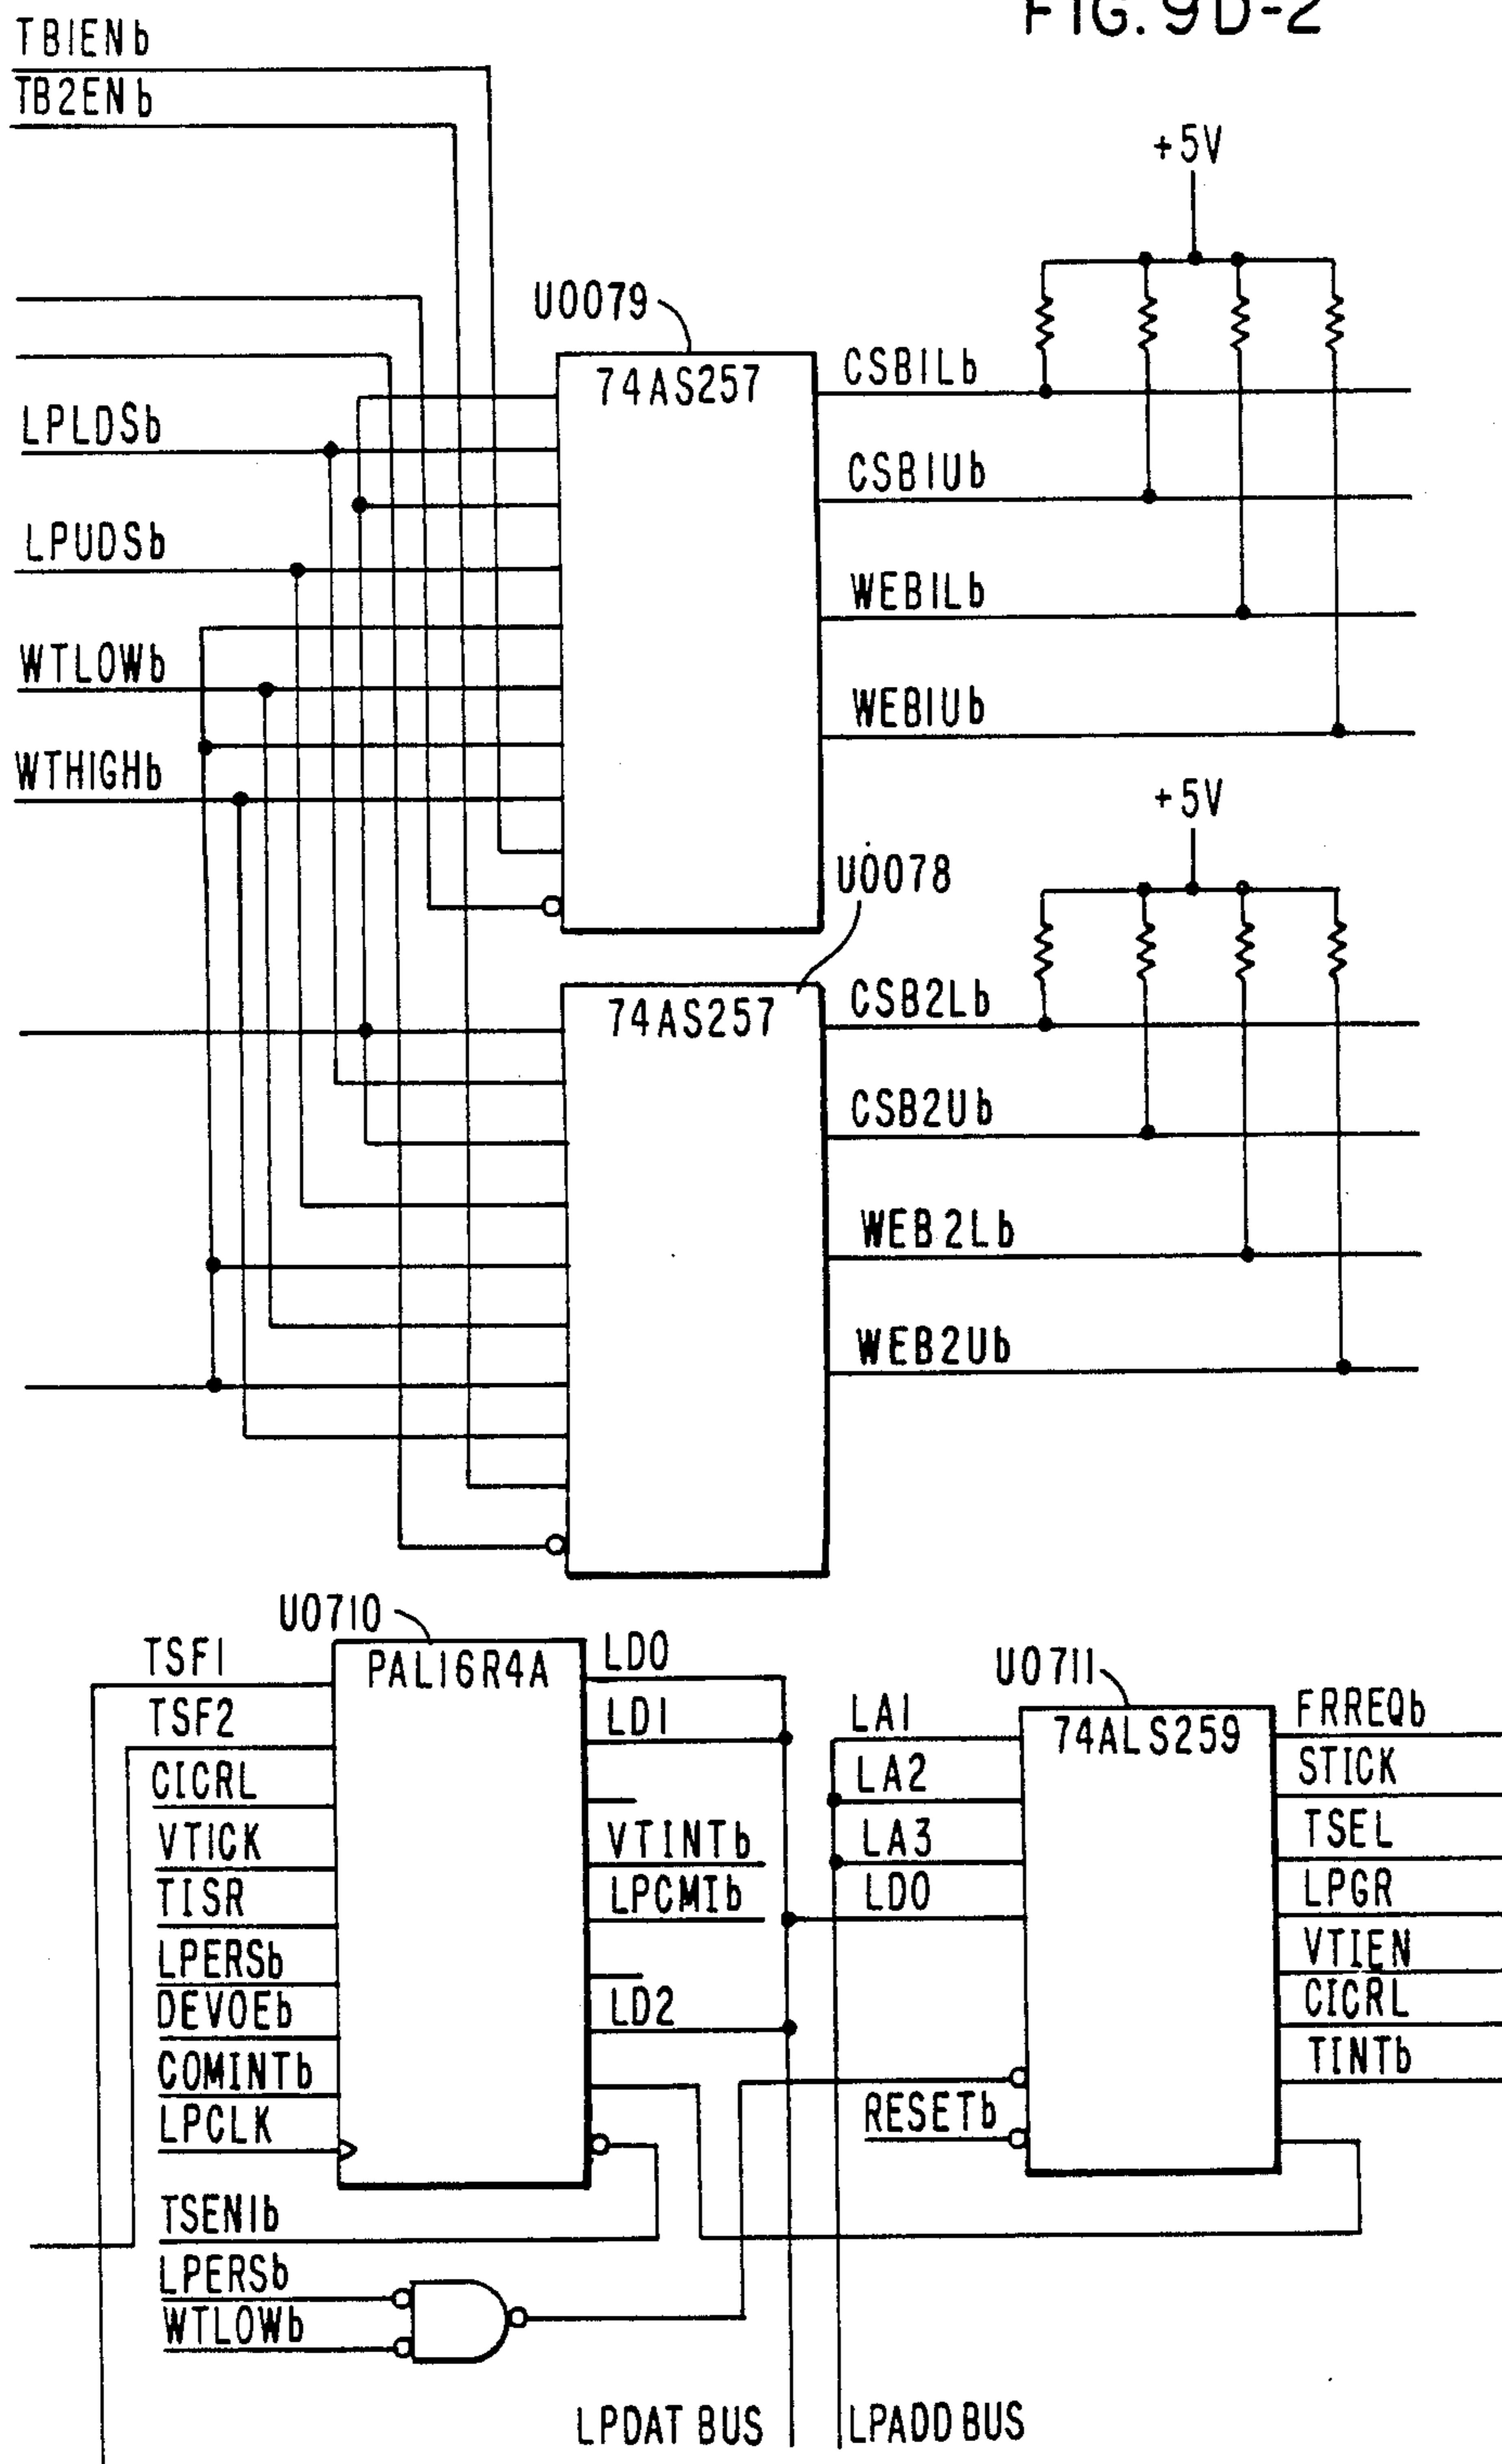 FIG. 9D-2
TB1ENb
TB2ENb
+5V
U0079
74AS257
CSB1Lb
LPLDSb
CSB1Ub
LPUDSb
WEB1Lb
WTLOWb
WEB1Ub
WTHIGHb
+5V
U0078
74AS257
CSB2Lb
CSB2Ub
WEB2Lb
WEB2Ub
U0710
PAL16R4A
TSF1
TSF2
CICRL
VTICK
TISR
LPERSb
DEVOEb
COMINTb
LPCLK
TSEN1b
LPERSb
WTLOWb
LD0
LD1
VTINTb
LPCMIb
LD2
U0711
74ALS259
LA1
LA2
LA3
LD0
RESETb
FRREQb
STICK
TSEL
LPGR
VTIEN
CICRL
TINTb
LPDAT BUS
LPADD BUS